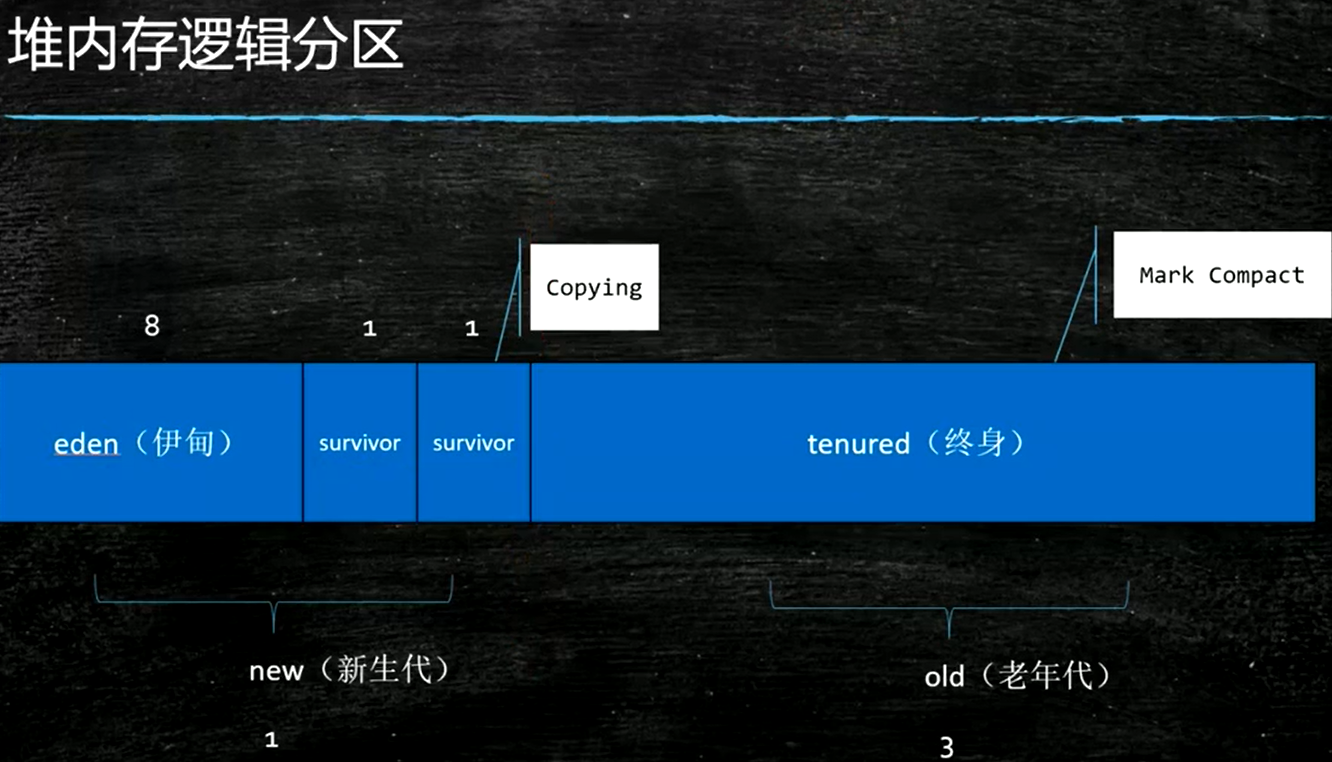 堆内存逻辑分区
Copying
Mark Compact
8
1
1
eden（伊甸）
survivor
survivor
tenured（终身）
new（新生代）
old（老年代）
1
3